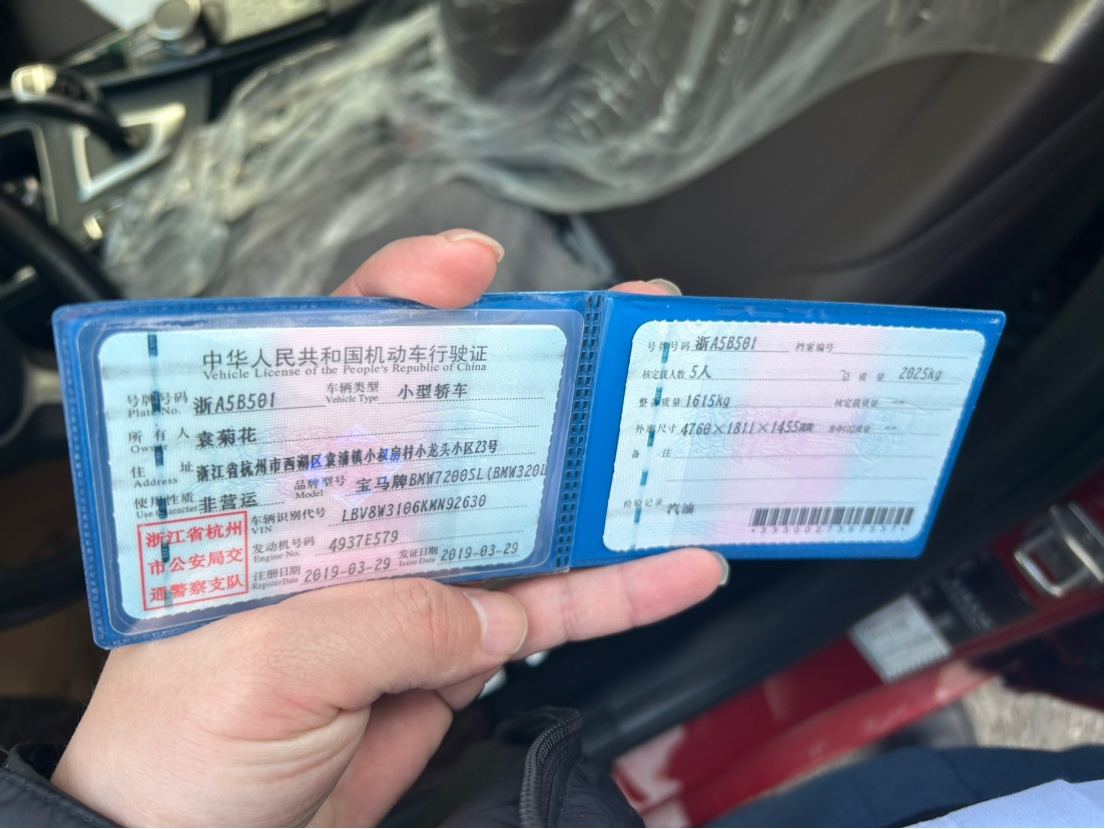 中华人民共和国机动车行驶证
Vehicle License of the People's Republic of China
号牌号码 Plate No. 浙A5B501 车辆类型 Vehicle Type 小型轿车
所有人 Owner 袁菊花
住址 Address 浙江省杭州市西湖区袁浦镇小叔房村小龙头小区23号
使用性质 Use Character 非营运 品牌型号 Model 宝马牌BMW7200SL(BMW320L
浙江省杭州
市公安局交
通警察支队
车辆识别代号 VIN LBV8W3106KMN92630
发动机号码 Engine No. 4937E579
注册日期 Register Date 2019-03-29 发证日期 Issue Date 2019-03-29
号牌号码 浙A5B501 档案编号
核定载人数 5人 总质量 2025kg
整备质量 1615kg 核定载质量 --
外廓尺寸 4760×1811×1455 --
备注
检验记录 汽油